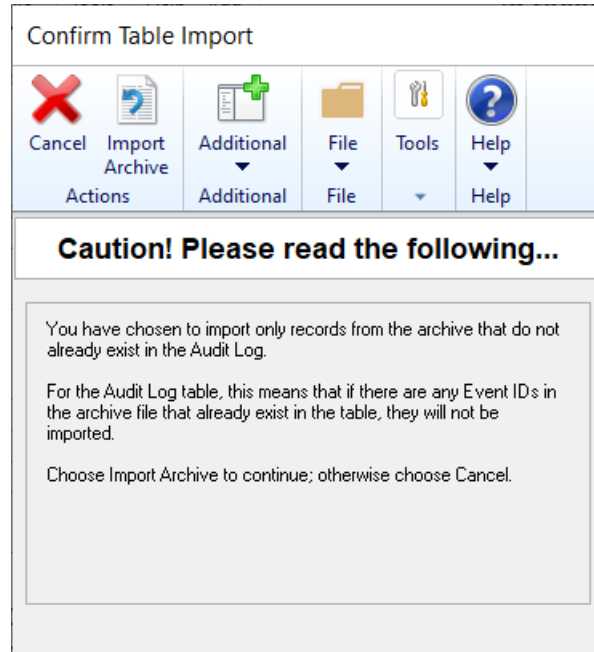 Confirm Table Import
Cancel
Import
Archive
Additional
File
Tools
Help
Actions
Additional
File
Help
Caution! Please read the following...
You have chosen to import only records from the archive that do not
already exist in the Audit Log.
For the Audit Log table, this means that if there are any Event IDs in
the archive file that already exist in the table, they will not be
imported.
Choose Import Archive to continue; otherwise choose Cancel.